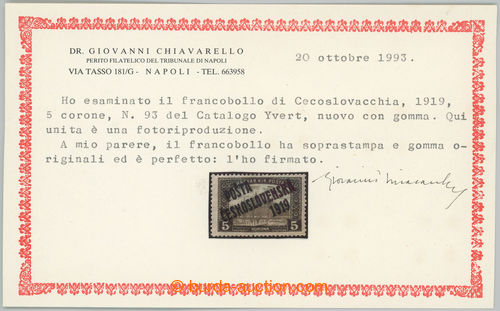 DR. GIOVANNI CHIAVARELLO
PERITO FILATELICO DEL TRIBUNALE DI NAPOLI
VIA TASSO 181/G - NAPOLI - TEL. 663958
20 ottobre 1993.
Ho esaminato il francobollo di Cecoslovacchia, 1919,
5 corone, N. 93 del Catalogo Yvert, nuovo con gomma. Qui
unita è una fotoriproduzione.
A mio parere, il francobollo ha soprastampa e gomma o-
riginali ed è perfetto: l'ho firmato.
POŠTA
ČESKOSLOVENSKÁ
1919
5 KORONA 5
burda-auction.com